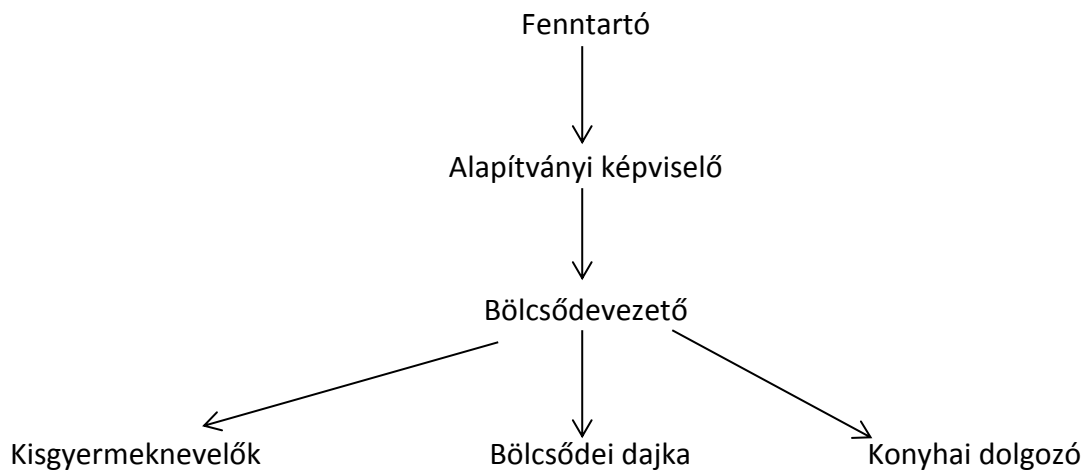 Fenntartó
Alapítványi képviselő
Bölcsődevezető
Kisgyermeknevelők Bölcsődei dajka Konyhai dolgozó